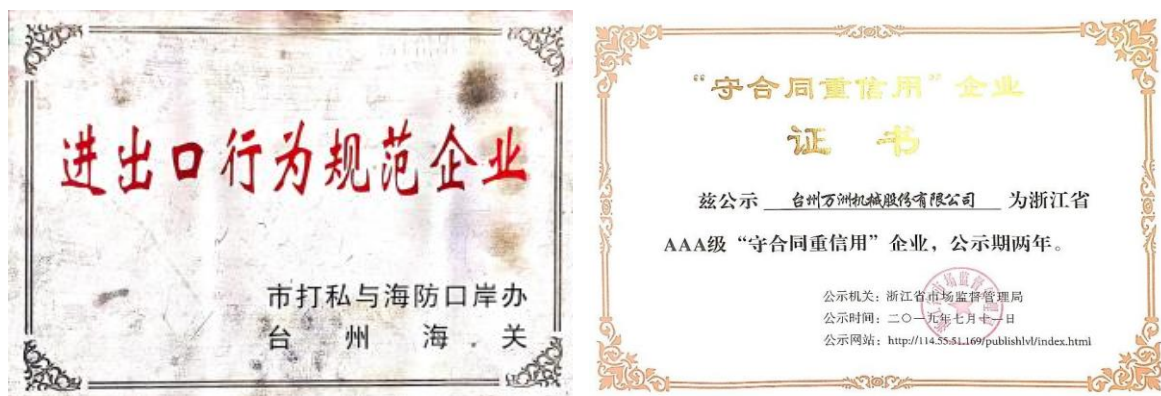 进出口行为规范企业
市打私与海防口岸办
台州海关
“守合同重信用”企业
证书
兹公示 台州万洲机械股份有限公司 为浙江省
AAA级“守合同重信用”企业，公示期两年。
公示机关：浙江省市场监督管理局
公示时间：二〇一九年七月十一日
公示网站：http://114.55.51.169/publishlvl/index.html